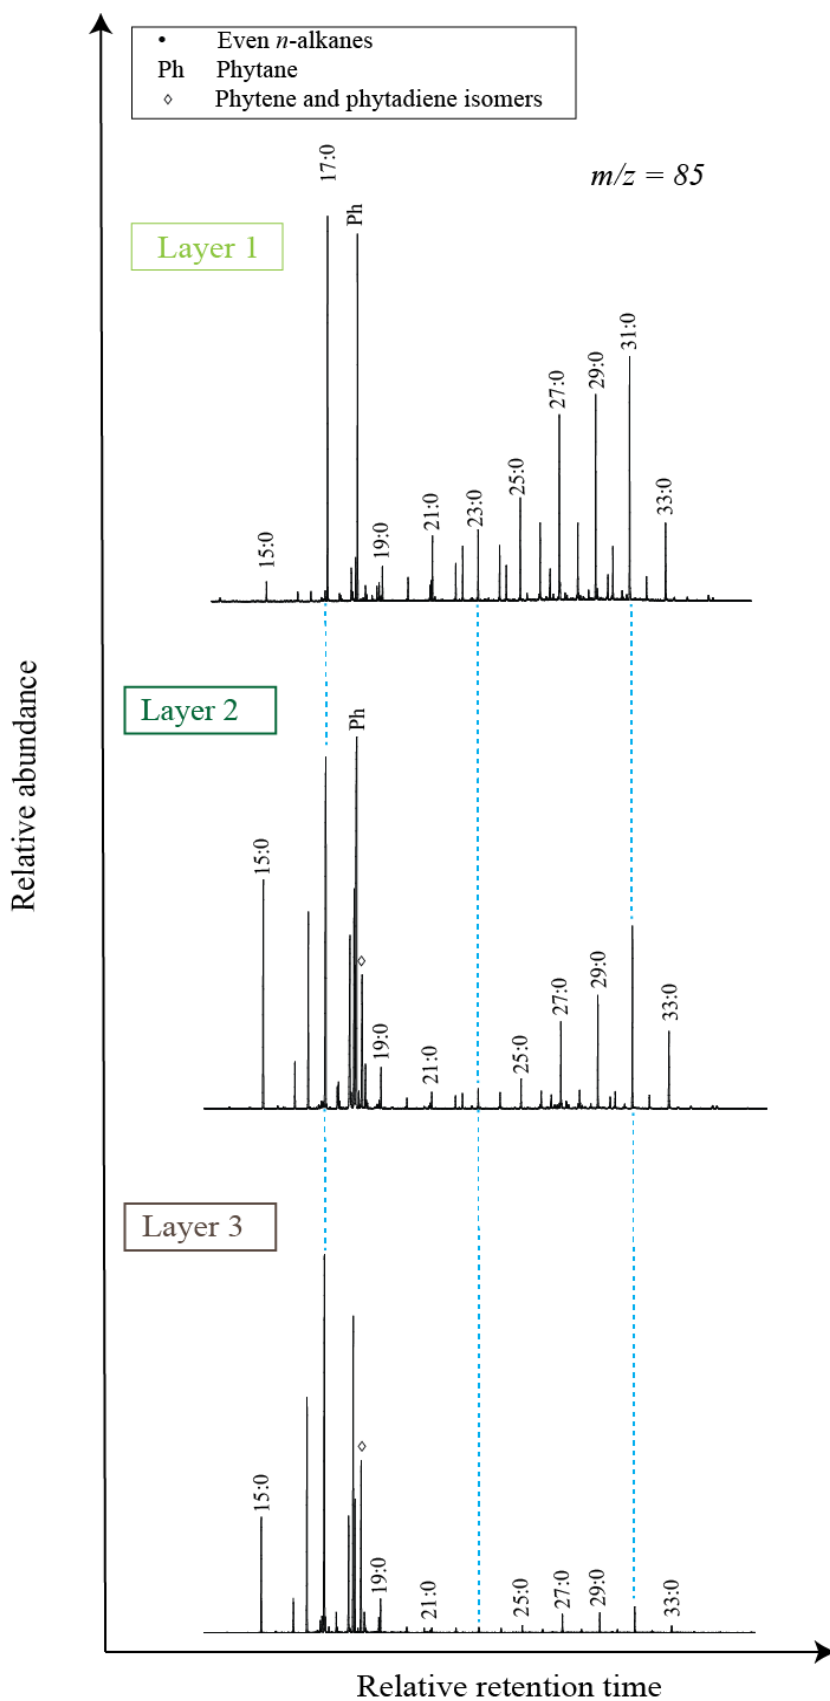 • Even n-alkanes
Ph Phytane
◊ Phytene and phytadiene isomers
m/z = 85
Layer 1
15:0
17:0
Ph
19:0
21:0
23:0
25:0
27:0
29:0
31:0
33:0
Layer 2
15:0
Ph
◊
19:0
21:0
25:0
27:0
29:0
33:0
Layer 3
15:0
◊
19:0
21:0
25:0
27:0
29:0
33:0
Relative abundance
Relative retention time